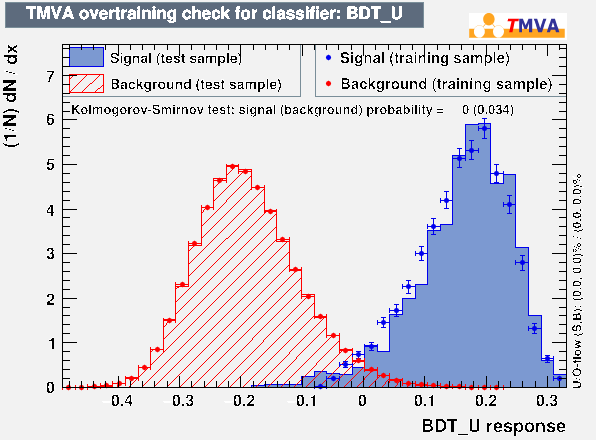 TMVA overtraining check for classifier: BDT_U
TMVA
(1/N) dN / dx
Signal (test sample)
Background (test sample)
Signal (training sample)
Background (training sample)
Kolmogorov-Smirnov test: signal (background) probability = 0 (0.034)
7
6
5
4
3
2
1
0
−0.4 −0.3 −0.2 −0.1 0 0.1 0.2 0.3
BDT_U response
U/O-flow (S,B): (0.0, 0.0)% / (0.0, 0.0)%